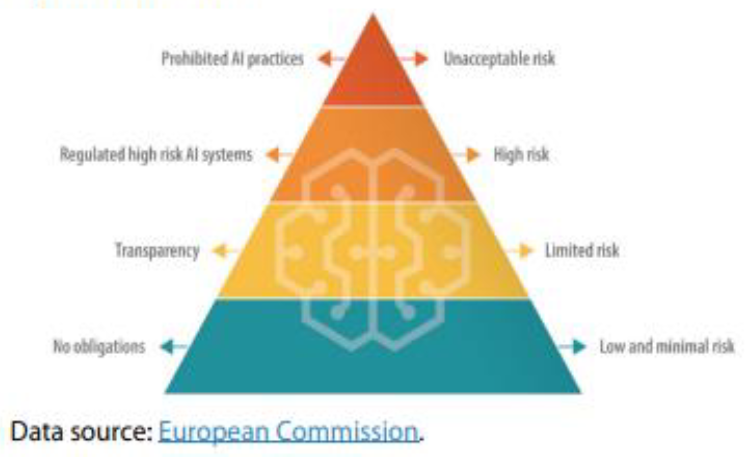 Prohibited AI practices
Unacceptable risk
Regulated high risk AI systems
High risk
Transparency
Limited risk
No obligations
Low and minimal risk
Data source: European Commission.